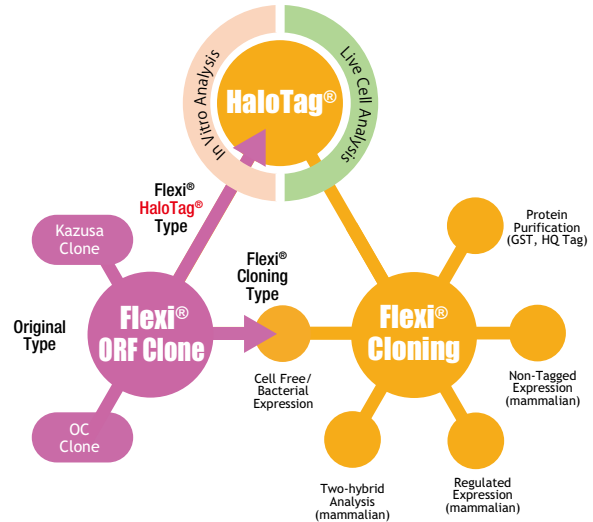 In Vitro Analysis
Live Cell Analysis
HaloTag®
Flexi®
HaloTag®
Type
Kazusa
Clone
Flexi®
Cloning
Type
Protein
Purification
(GST, HQ Tag)
Original
Type
Flexi®
ORF Clone
Flexi®
Cloning
Cell Free/
Bacterial
Expression
Non-Tagged
Expression
(mammalian)
OC
Clone
Two-hybrid
Analysis
(mammalian)
Regulated
Expression
(mammalian)